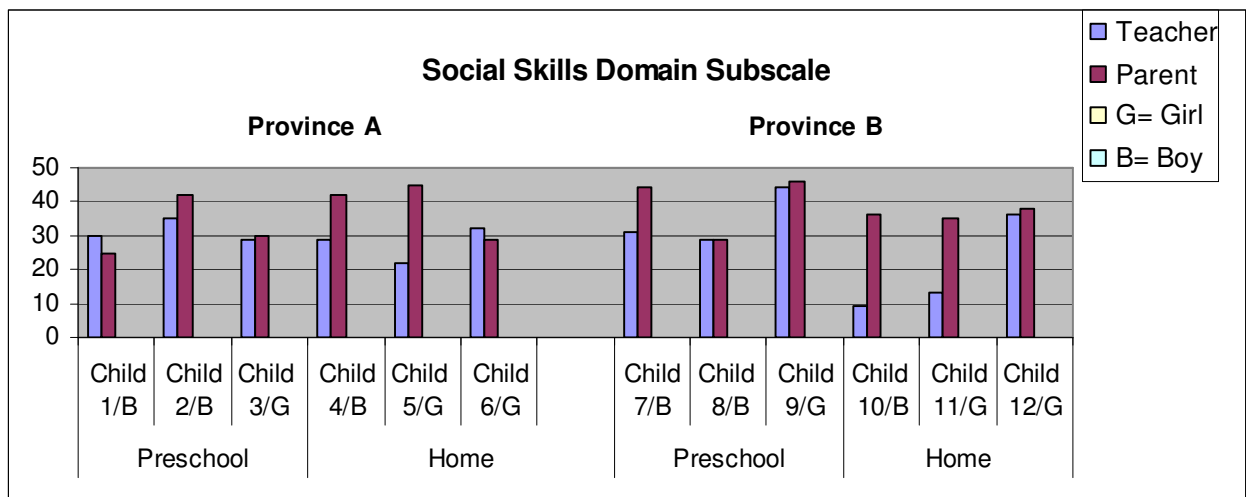 Social Skills Domain Subscale
Province A
Province B
Teacher
Parent
G= Girl
B= Boy
50
40
30
20
10
0
Child 1/B
Child 2/B
Child 3/G
Child 4/B
Child 5/G
Child 6/G
Child 7/B
Child 8/B
Child 9/G
Child 10/B
Child 11/G
Child 12/G
Preschool
Home
Preschool
Home